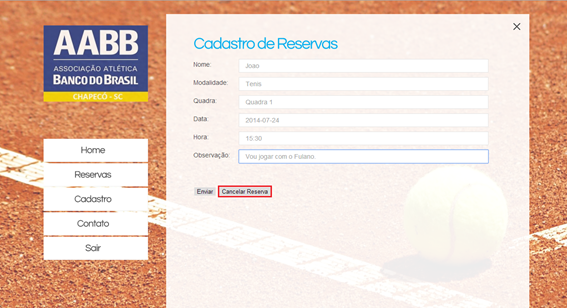 AABB
ASSOCIAÇÃO ATLÉTICA
BANCO DO BRASIL
CHAPECÓ - SC
Home
Reservas
Cadastro
Contato
Sair
Cadastro de Reservas
Nome: Joao
Modalidade: Tenis
Quadra: Quadra 1
Data: 2014-07-24
Hora: 15:30
Observação: Vou jogar com o Fulano
Enviar Cancelar Reserva